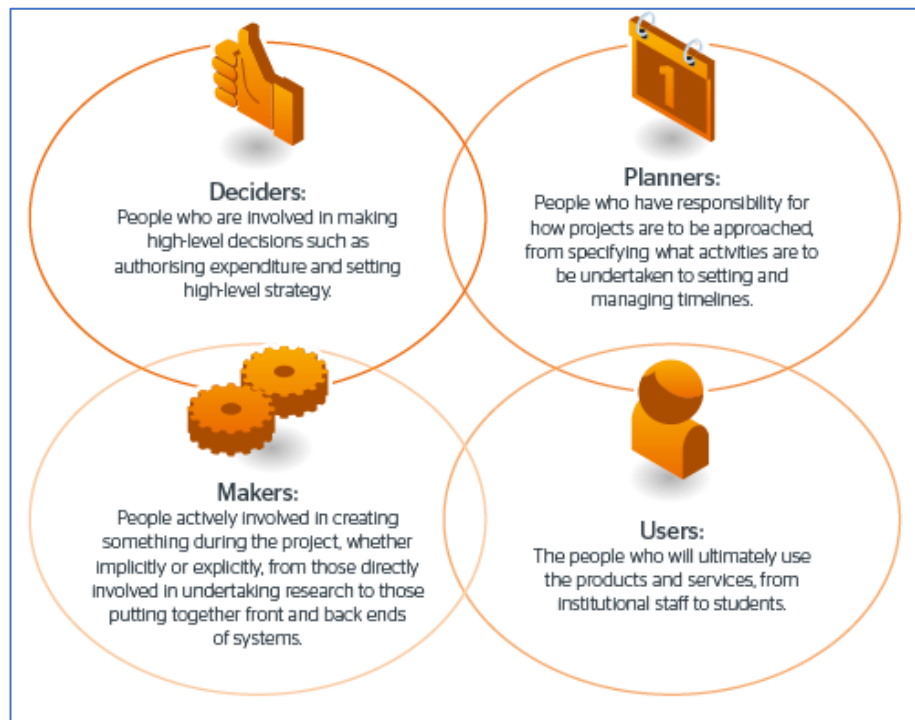 Deciders:
People who are involved in making
high-level decisions such as
authorising expenditure and setting
high-level strategy.
1
Planners:
People who have responsibility for
how projects are to be approached,
from specifying what activities are to
be undertaken to setting and
managing timelines.
Makers:
People actively involved in creating
something during the project, whether
implicitly or explicitly, from those directly
involved in undertaking research to those
putting together front and back ends
of systems.
Users:
The people who will ultimately use
the products and services, from
institutional staff to students.